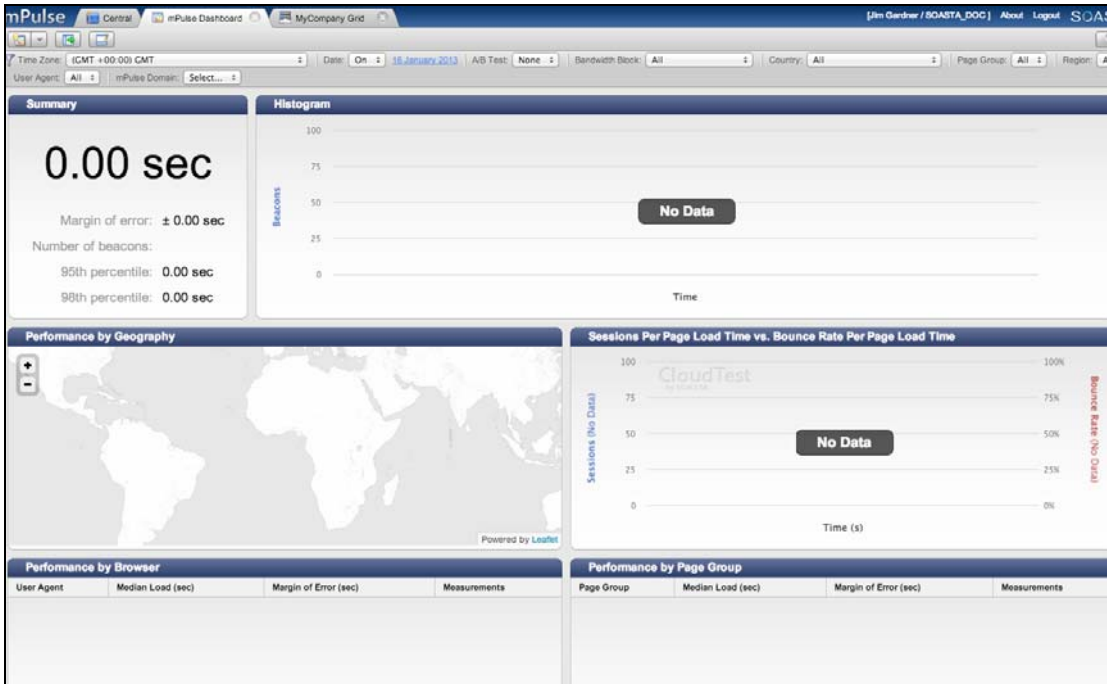 mPulse Central mPulse Dashboard MyCompany Grid [Jim Gardner / SOASTA_DOC] About Logout SOAS
Time Zone: (GMT +00:00) GMT Date: On 16 January 2013 A/B Test: None Bandwidth Block: All Country: All Page Group: All Region: A
User Agent: All mPulse Domain: Select...
Summary
0.00 sec
Margin of error: ± 0.00 sec
Number of beacons:
95th percentile: 0.00 sec
98th percentile: 0.00 sec
Histogram
100
75
50
25
0
Beacons
No Data
Time
Performance by Geography
+
-
Powered by Leaflet
Sessions Per Page Load Time vs. Bounce Rate Per Page Load Time
CloudTest
by SOASTA
100
75
50
25
0
Sessions (No Data)
No Data
100%
75%
50%
25%
0%
Bounce Rate (No Data)
Time (s)
Performance by Browser
User Agent Median Load (sec) Margin of Error (sec) Measurements
Performance by Page Group
Page Group Median Load (sec) Margin of Error (sec) Measurements